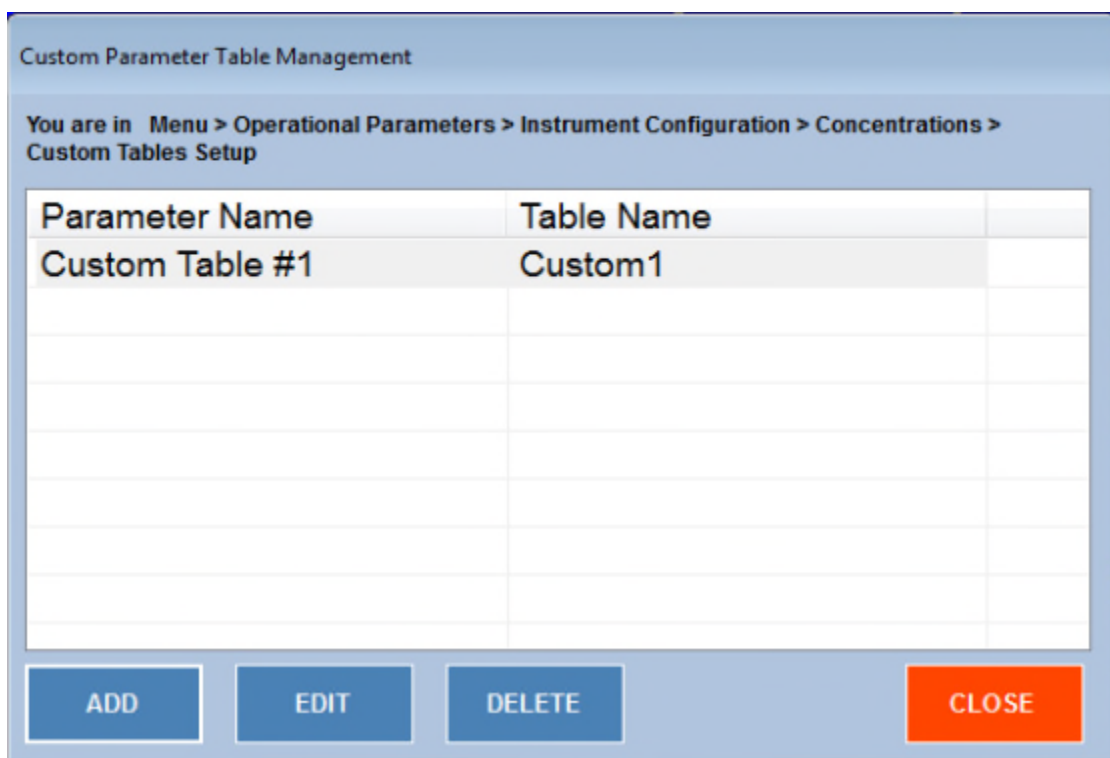 Custom Parameter Table Management
You are in Menu > Operational Parameters > Instrument Configuration > Concentrations >
Custom Tables Setup
Parameter Name Table Name
Custom Table #1 Custom1
ADD EDIT DELETE CLOSE